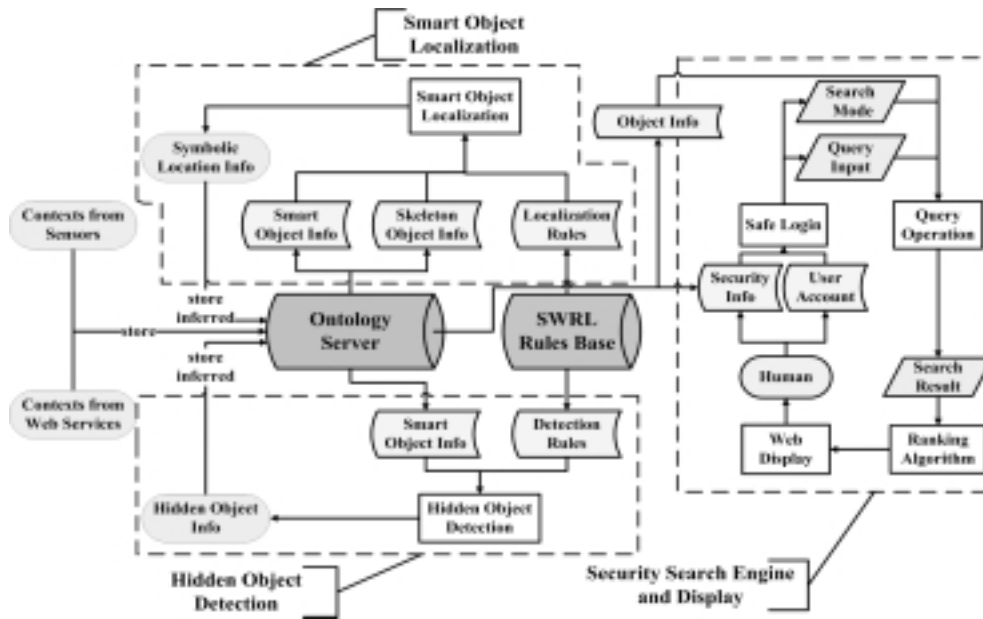 Smart Object
Localization
Smart Object
Localization
Symbolic
Location Info
Contexts from
Sensors
Smart
Object Info
Skeleton
Object Info
Localization
Rules
Object Info
Search
Mode
Query
Input
Safe Login
Query
Operation
Security
Info
User
Account
store
inferred
store
store
inferred
Ontology
Server
SWRL
Rules Base
Human
Search
Result
Contexts from
Web Services
Smart
Object Info
Detection
Rules
Web
Display
Ranking
Algorithm
Hidden Object
Info
Hidden Object
Detection
Hidden Object
Detection
Security Search Engine
and Display